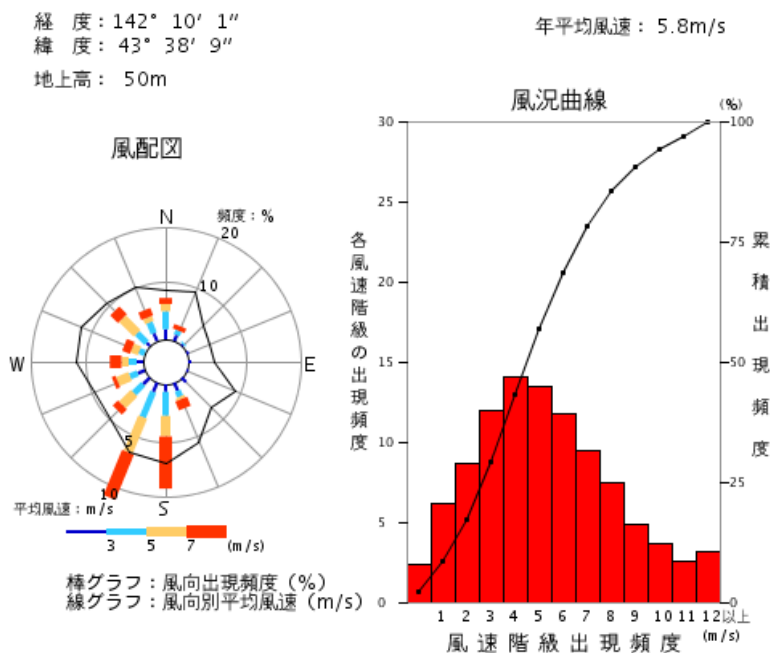 経 度：142° 10′ 1″
緯 度： 43° 38′ 9″
地上高： 50m
年平均風速： 5.8m/s
風配図
N
頻度：%
20
10
W
E
5
10
S
平均風速：m/s
3 5 7 (m/s)
棒グラフ：風向出現頻度（%）
線グラフ：風向別平均風速（m/s）
風況曲線
(%)
30
25
20
15
10
5
0
各風速階級の出現頻度
100
75
50
25
0
累積出現頻度
1 2 3 4 5 6 7 8 9 10 11 12以上
(m/s)
風速階級出現頻度